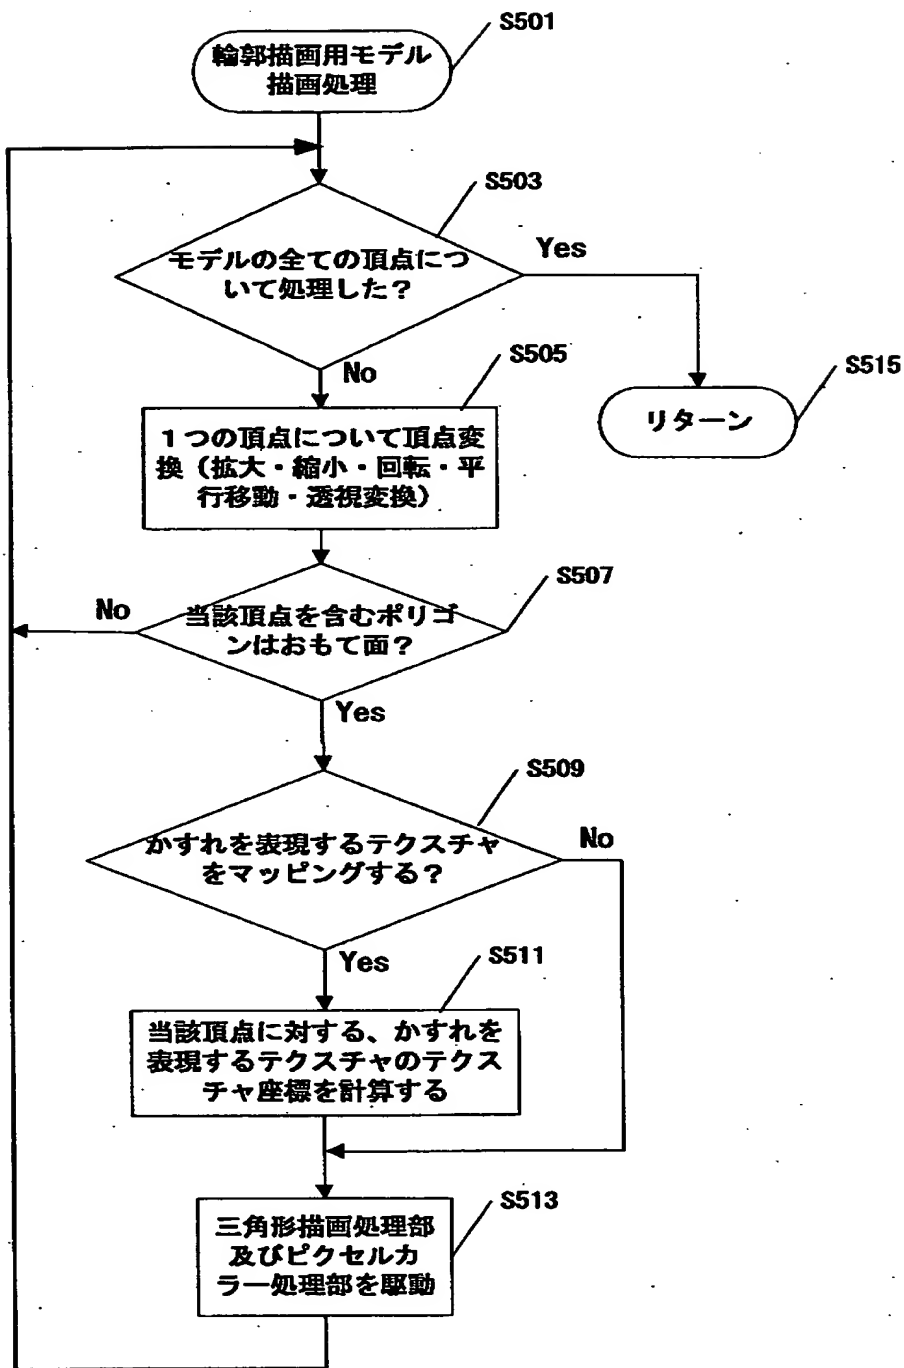 S501
輪郭描画用モデル
描画処理
S503
モデルの全ての頂点につ
いて処理した？
Yes
No
S505
S515
リターン
１つの頂点について頂点変
換（拡大・縮小・回転・平
行移動・透視変換）
S507
No
当該頂点を含むポリゴ
ンはおもて面？
Yes
S509
かすれを表現するテクスチャ
をマッピングする？
No
Yes
S511
当該頂点に対する、かすれを
表現するテクスチャのテクス
チャ座標を計算する
S513
三角形描画処理部
及びピクセルカ
ラー処理部を駆動